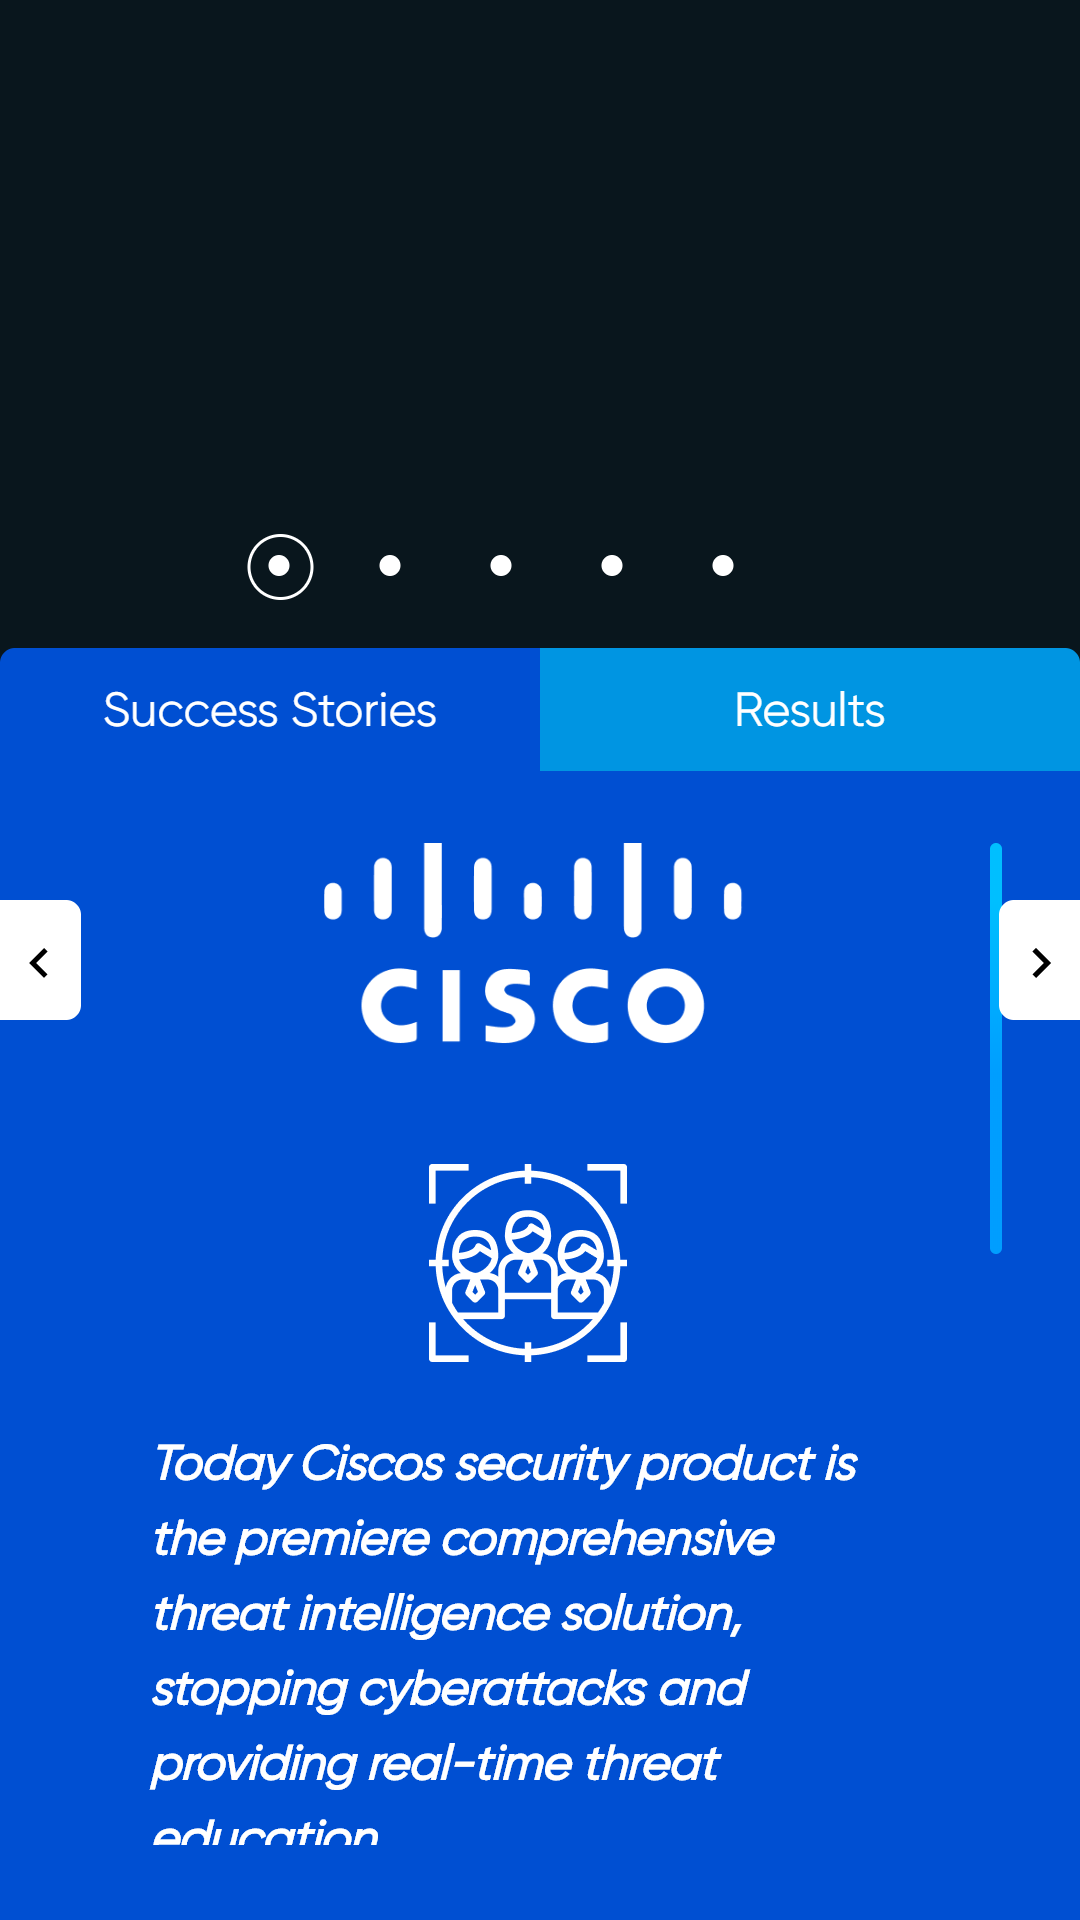 Success Stories
Results
CISCO
Today Ciscos security product is
the premiere comprehensive
threat intelligence solution,
stopping cyberattacks and
providing real-time threat
education